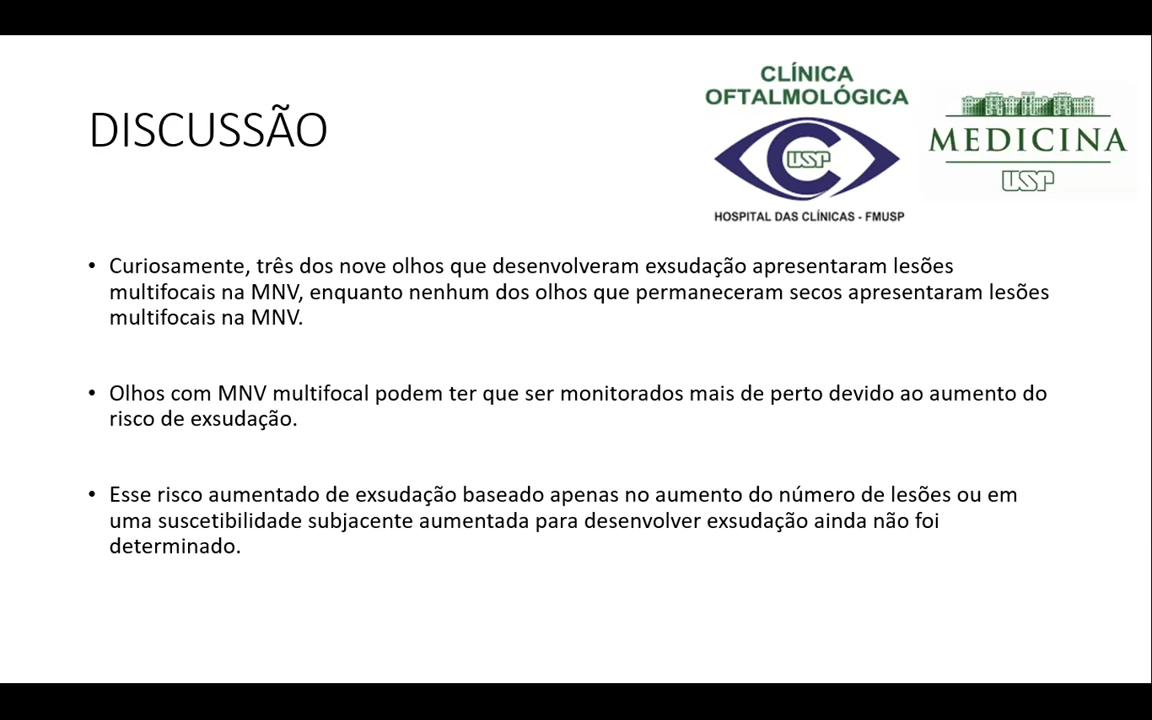 CLÍNICA
OFTALMOLÓGICA
USP
HOSPITAL DAS CLÍNICAS - FMUSP
MEDICINA
USP
DISCUSSÃO
• Curiosamente, três dos nove olhos que desenvolveram exsudação apresentaram lesões
multifocais na MNV, enquanto nenhum dos olhos que permaneceram secos apresentaram lesões
multifocais na MNV.
• Olhos com MNV multifocal podem ter que ser monitorados mais de perto devido ao aumento do
risco de exsudação.
• Esse risco aumentado de exsudação baseado apenas no aumento do número de lesões ou em
uma suscetibilidade subjacente aumentada para desenvolver exsudação ainda não foi
determinado.